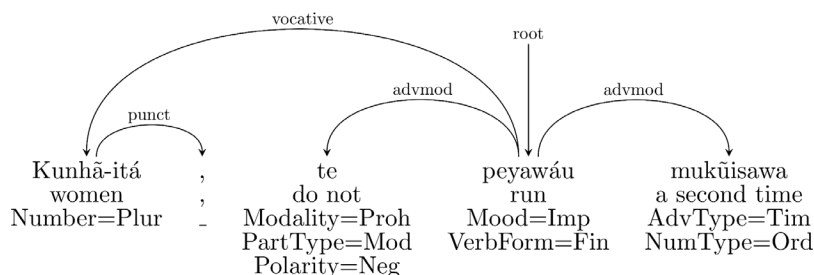 vocative
root
advmod advmod
punct
Kunhã-itá , te peyawáu mukũisawa
women , do not run a second time
Number=Plur _ Modality=Proh Mood=Imp AdvType=Tim
PartType=Mod VerbForm=Fin NumType=Ord
Polarity=Neg